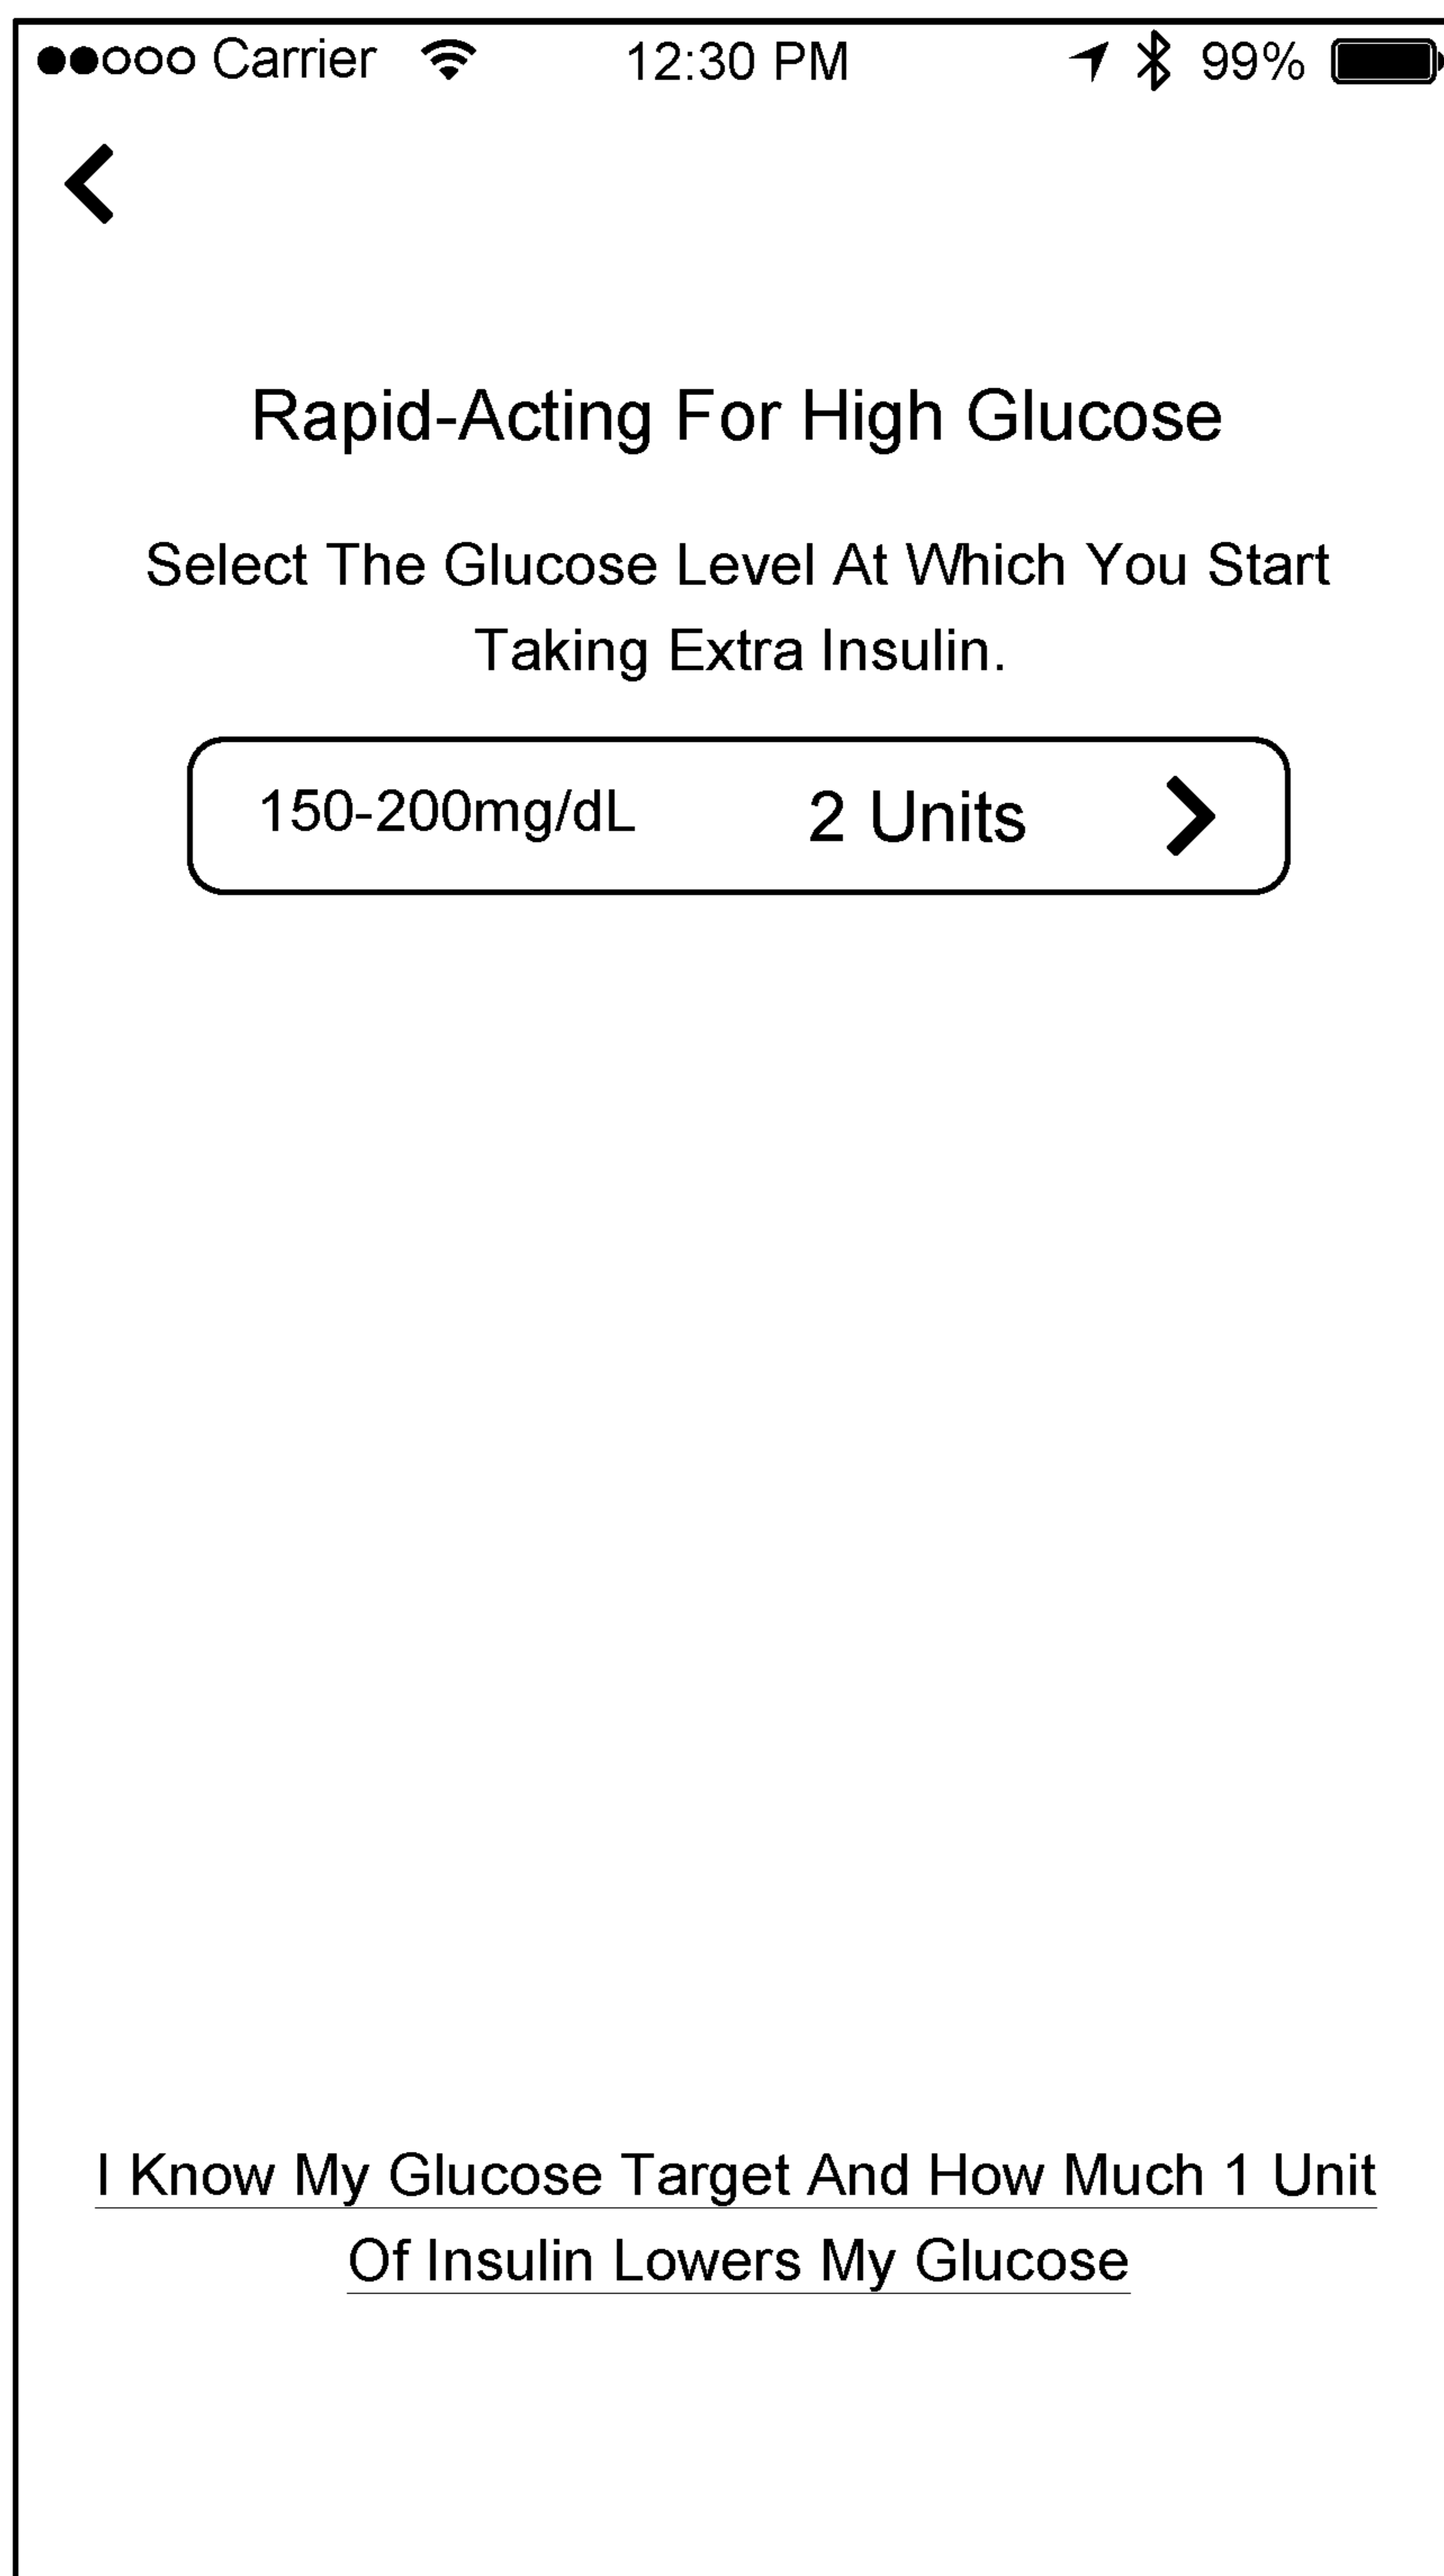 Carrier 12:30 PM 99%
Rapid-Acting For High Glucose
Select The Glucose Level At Which You Start
Taking Extra Insulin.
150-200mg/dL 2 Units
I Know My Glucose Target And How Much 1 Unit
Of Insulin Lowers My Glucose